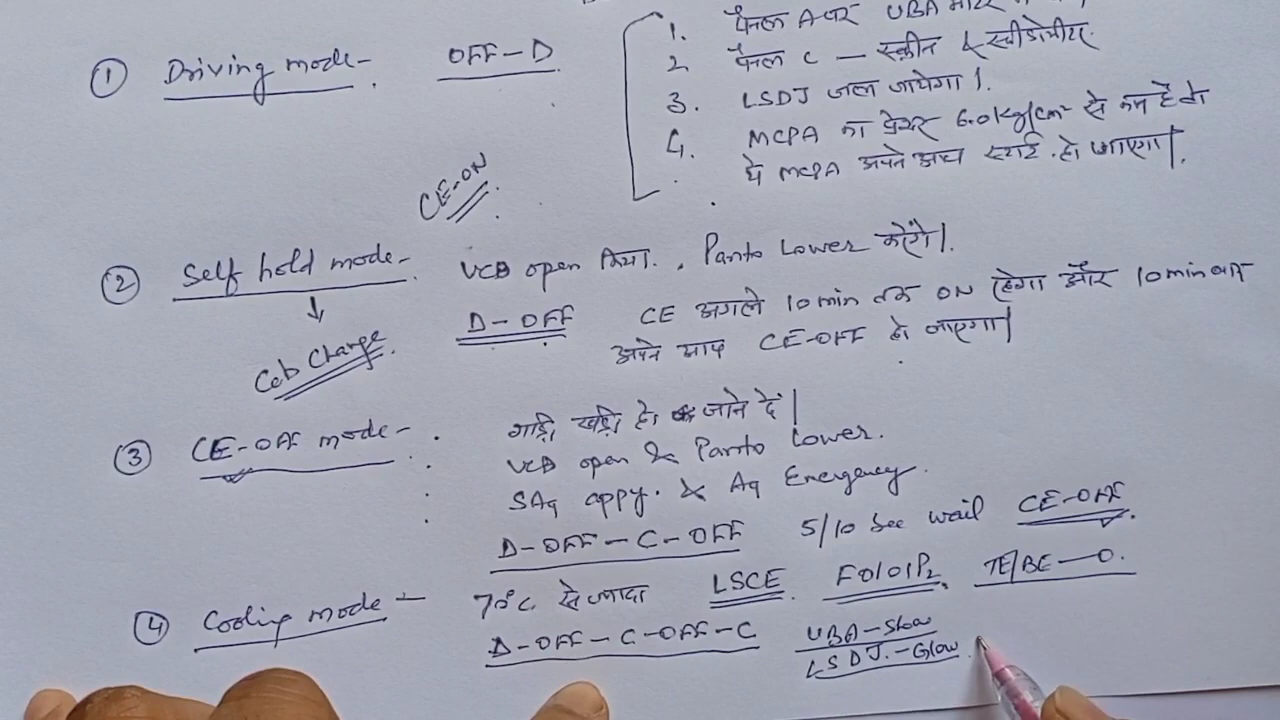 1. पैनल A पर UBA मीटर
① Driving mode - OFF-D
2 पैनल C - स्क्रीन & स्पीडोमीटर
3. LSDJ जल जायेगा।
4. MCPA का प्रेशर 6.0kg/cm² से कम है तो
ये MCPA अपने आप स्टार्ट हो जाएगा।
CE-ON
② Self hold mode - VCB open किया. Panto Lower करेंगे।
D-OFF CE अगले 10 min तक ON रहेगा और 10 min बाद
अपने आप CE-OFF हो जाएगा।
Cab Change
③ CE-OFF mode - गाड़ी खड़ी हो जाने दें।
VCB open & Panto Lower.
SA9 appy. & A9 Emergency.
D-OFF-C-OFF 5/10 Sec wait CE-OFF
④ Cooling mode - 70°C से ज्यादा LSCE F0101P2 TE/BE-0.
D-OFF-C-OFF-C UBA-Show
LSDJ.-Glow